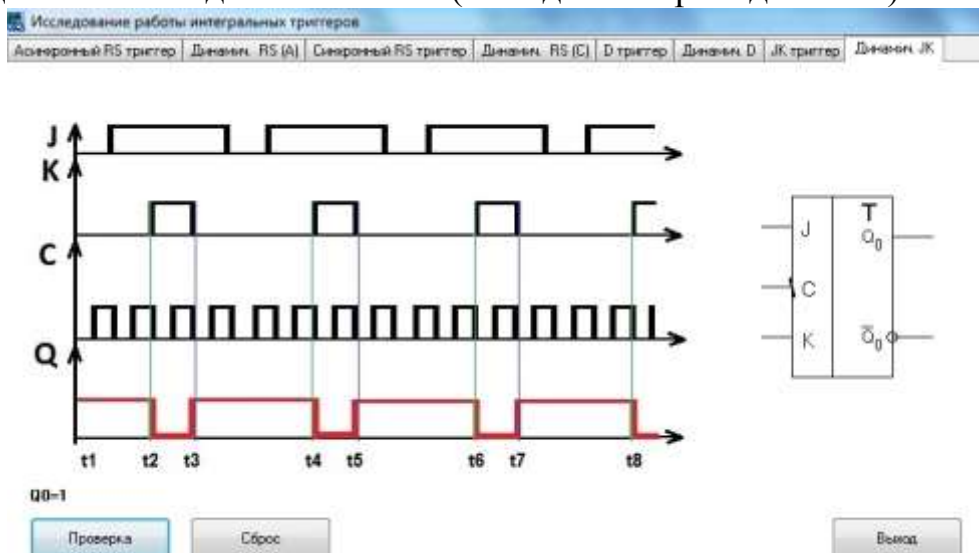 Исследование работы интегральных триггеров
Асинхронный RS триггер Динамич. RS (A) Синхронный RS триггер Динамич. RS (C) D триггер Динамич. D JK триггер Динамич. JK
J
K
C
Q
t1 t2 t3 t4 t5 t6 t7 t8
T
J Q0
C
K Q̅0
Q0=1
Проверка Сброс Выход